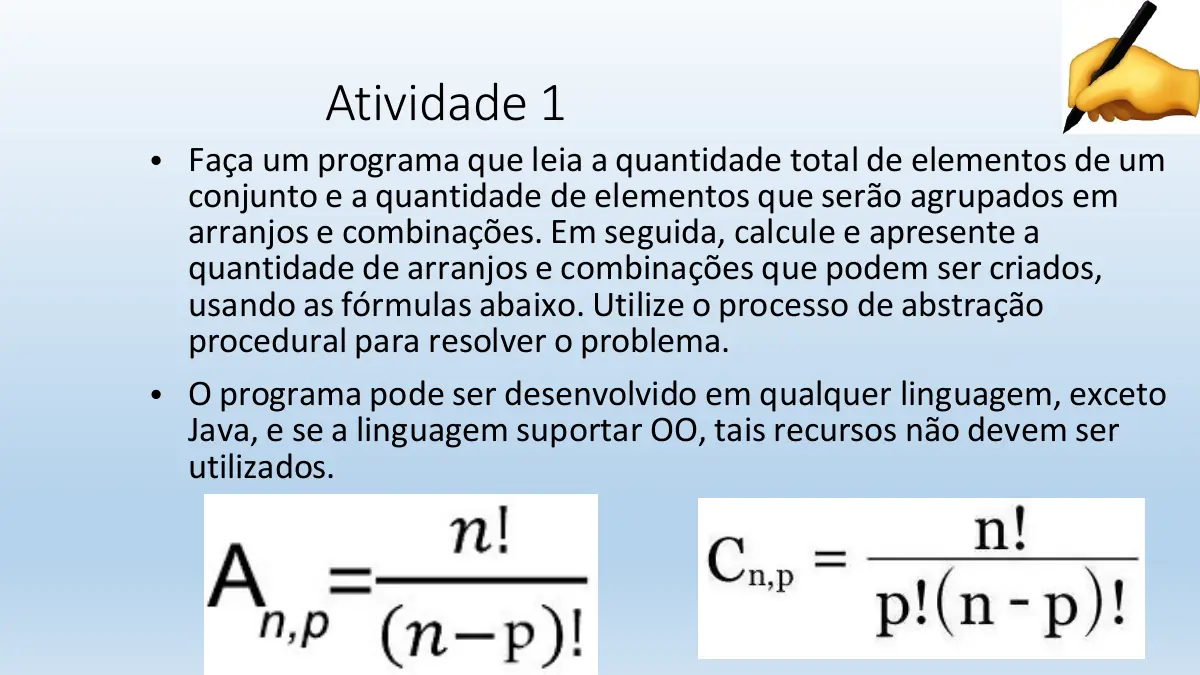 Atividade 1
• Faça um programa que leia a quantidade total de elementos de um
conjunto e a quantidade de elementos que serão agrupados em
arranjos e combinações. Em seguida, calcule e apresente a
quantidade de arranjos e combinações que podem ser criados,
usando as fórmulas abaixo. Utilize o processo de abstração
procedural para resolver o problema.
• O programa pode ser desenvolvido em qualquer linguagem, exceto
Java, e se a linguagem suportar OO, tais recursos não devem ser
utilizados.
A n,p = n! / (n-p)!
C n,p = n! / p!(n-p)!